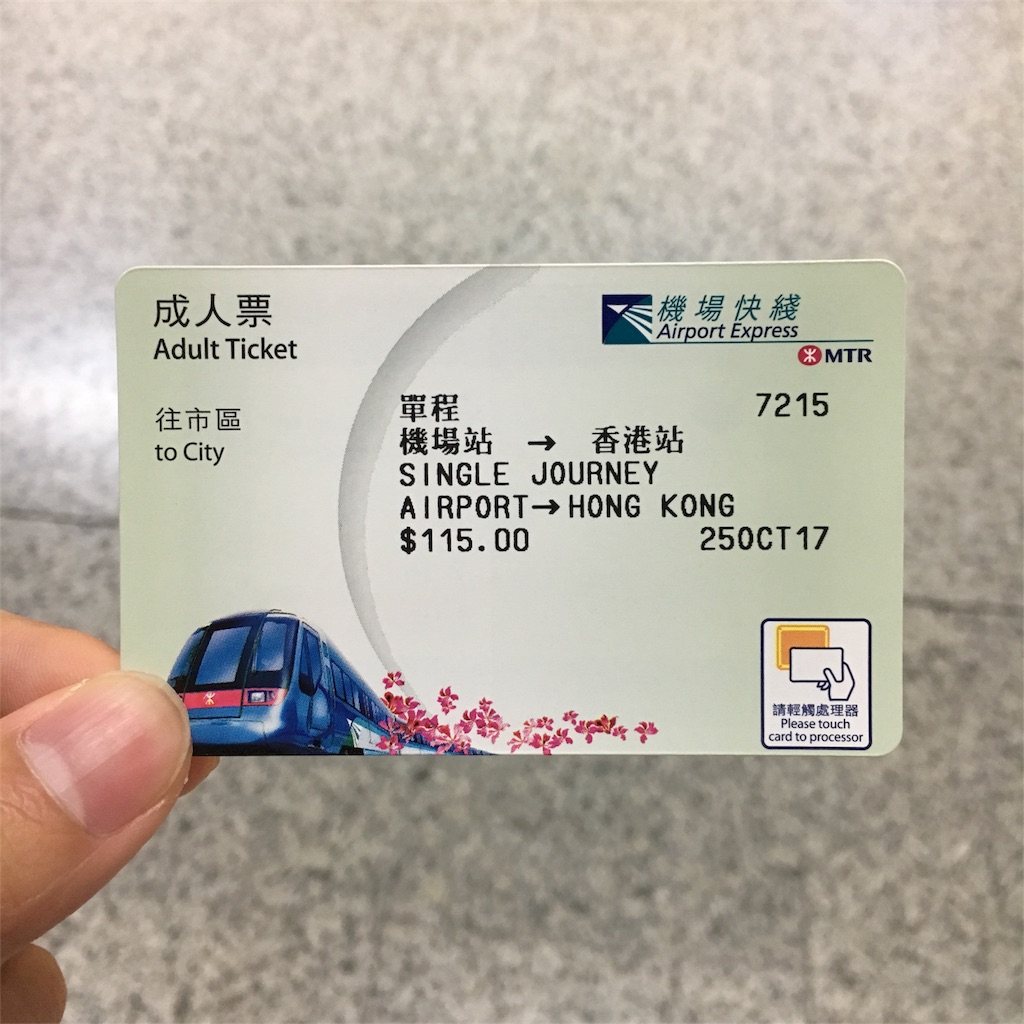 成人票
Adult Ticket
往市區
to City
機場快綫
Airport Express
MTR
單程 7215
機場站 → 香港站
SINGLE JOURNEY
AIRPORT→HONG KONG
$115.00 25OCT17
請輕觸處理器
Please touch
card to processor